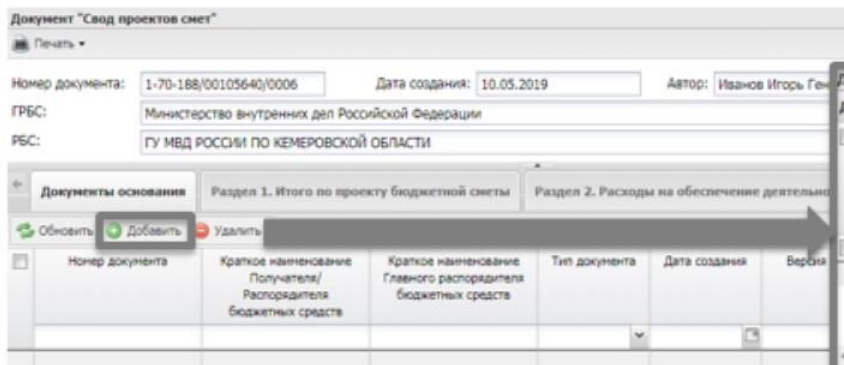 Документ "Свод проектов смет"
Печать
Номер документа: 1-70-188/00105640/0006 Дата создания: 10.05.2019 Автор: Иванов Игорь Ген
ГРБС: Министерство внутренних дел Российской Федерации
РБС: ГУ МВД РОССИИ ПО КЕМЕРОВСКОЙ ОБЛАСТИ
Документы основания Раздел 1. Итого по проекту бюджетной сметы Раздел 2. Расходы на обеспечение деятельно
Обновить Добавить Удалить
Номер документа Краткое наименование Получателя/ Распорядителя бюджетных средств Краткое наименование Главного распорядителя бюджетных средств Тип документа Дата создания Версия